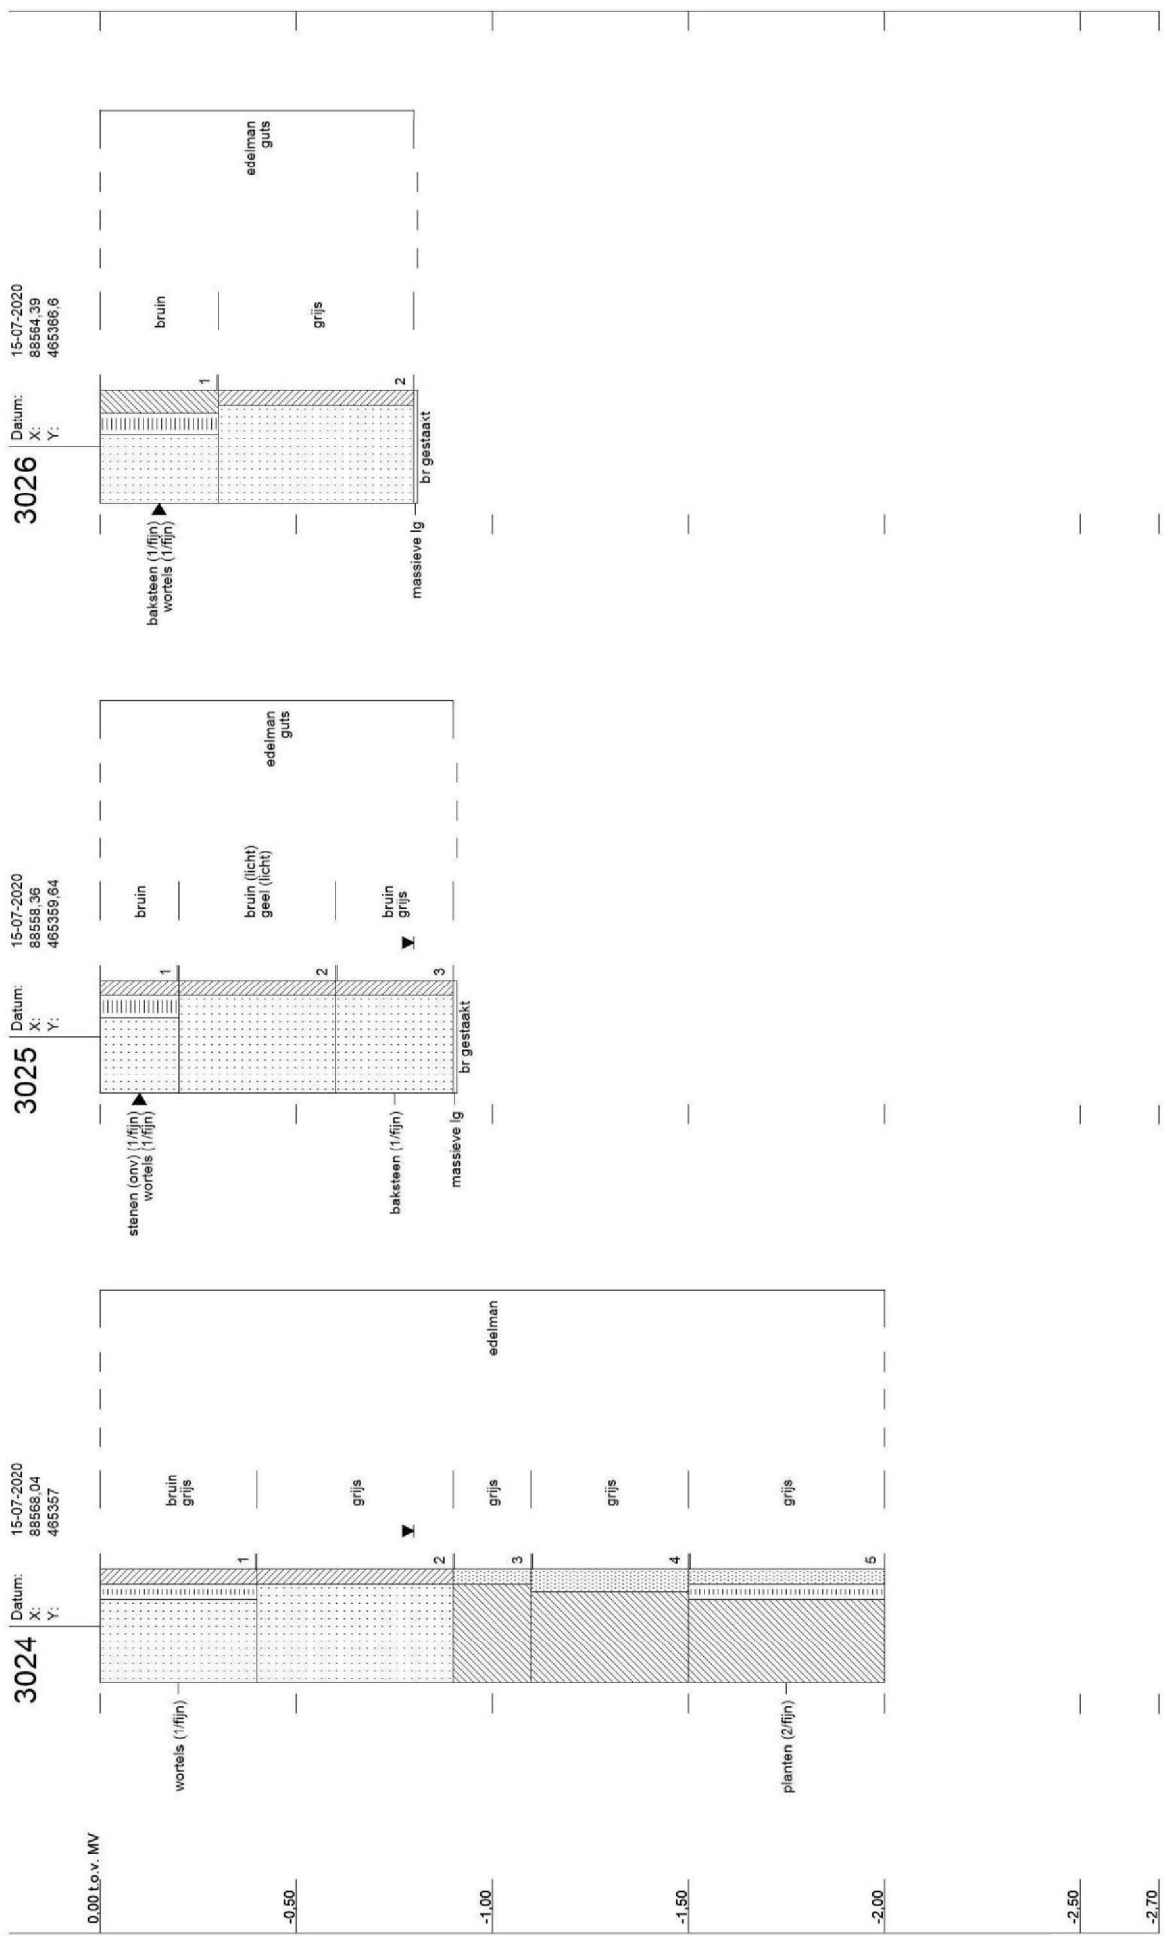 3024
Datum: 15-07-2020
X: 88568,04
Y: 465357
3025
Datum: 15-07-2020
X: 88558,36
Y: 465359,64
3026
Datum: 15-07-2020
X: 88564,39
Y: 465366,6
0,00 t.o.v. MV
-0,50
-1,00
-1,50
-2,00
-2,50
-2,70
wortels (1/fijn)
planten (2/fijn)
1
2
3
4
5
bruin
grijs
grijs
grijs
grijs
grijs
edelman
stenen (onv) (1/fijn)
wortels (1/fijn)
baksteen (1/fijn)
massieve lg
br gestaakt
1
2
3
bruin
bruin (licht)
geel (licht)
bruin
grijs
edelman
guts
baksteen (1/fijn)
wortels (1/fijn)
massieve lg
br gestaakt
1
2
bruin
grijs
edelman
guts